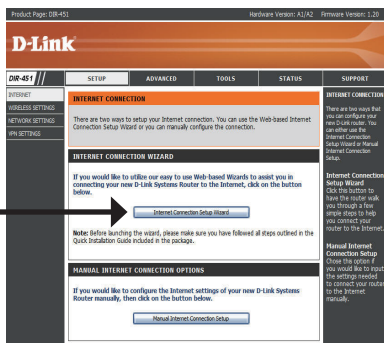 Product Page: DIR-451 Hardware Version: A1/A2 Firmware Version: 1.20
D-Link
DIR-451 SETUP ADVANCED TOOLS STATUS SUPPORT
INTERNET
WIRELESS SETTINGS
NETWORK SETTINGS
VPN SETTINGS
INTERNET CONNECTION
There are two ways to setup your Internet connection. You can use the Web-based Internet
Connection Setup Wizard or you can manually configure the connection.
INTERNET CONNECTION WIZARD
If you would like to utilize our easy to use Web-based Wizards to assist you in
connecting your new D-Link Systems Router to the Internet, click on the button
below.
Internet Connection Setup Wizard
Note: Before launching the wizard, please make sure you have followed all steps outlined in the
Quick Installation Guide included in the package.
MANUAL INTERNET CONNECTION OPTIONS
If you would like to configure the Internet settings of your new D-Link Systems
Router manually, then click on the button below.
Manual Internet Connection Setup
INTERNET CONNECTION
There are two ways that
you can configure your
new D-Link router. You
can either use the
Internet Connection
Setup Wizard or Manual
Internet Connection
Setup.
Internet Connection
Setup Wizard
Click this button to
have the router walk
you through a few
simple steps to help
you connect your
router to the Internet.
Manual Internet
Connection Setup
Chose this option if
you would like to input
the settings needed
to connect your router
to the Internet
manually.